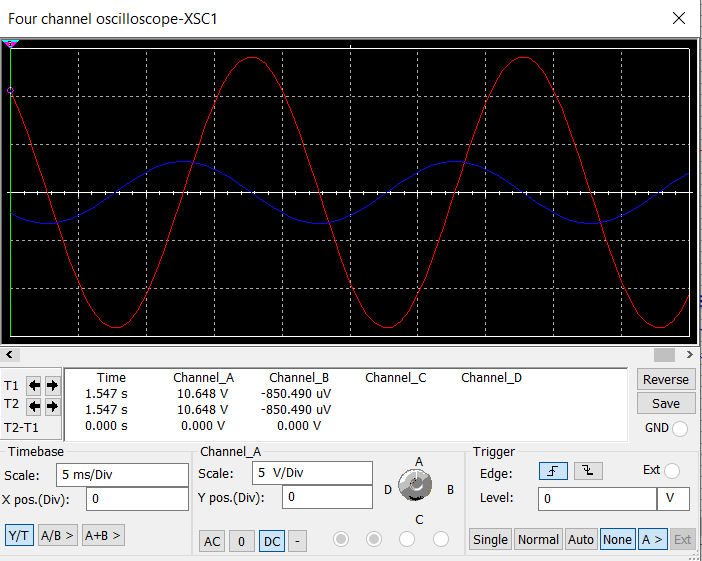 Four channel oscilloscope-XSC1
Time Channel_A Channel_B Channel_C Channel_D
T1 1.547 s 10.648 V -850.490 uV
T2 1.547 s 10.648 V -850.490 uV
T2-T1 0.000 s 0.000 V 0.000 V
Reverse
Save
GND
Timebase
Scale: 5 ms/Div
X pos.(Div): 0
Y/T A/B > A+B >
Channel_A
Scale: 5 V/Div
Y pos.(Div): 0
AC 0 DC -
A
D B
C
Trigger
Edge: Ext
Level: 0 V
Single Normal Auto None A > Ext